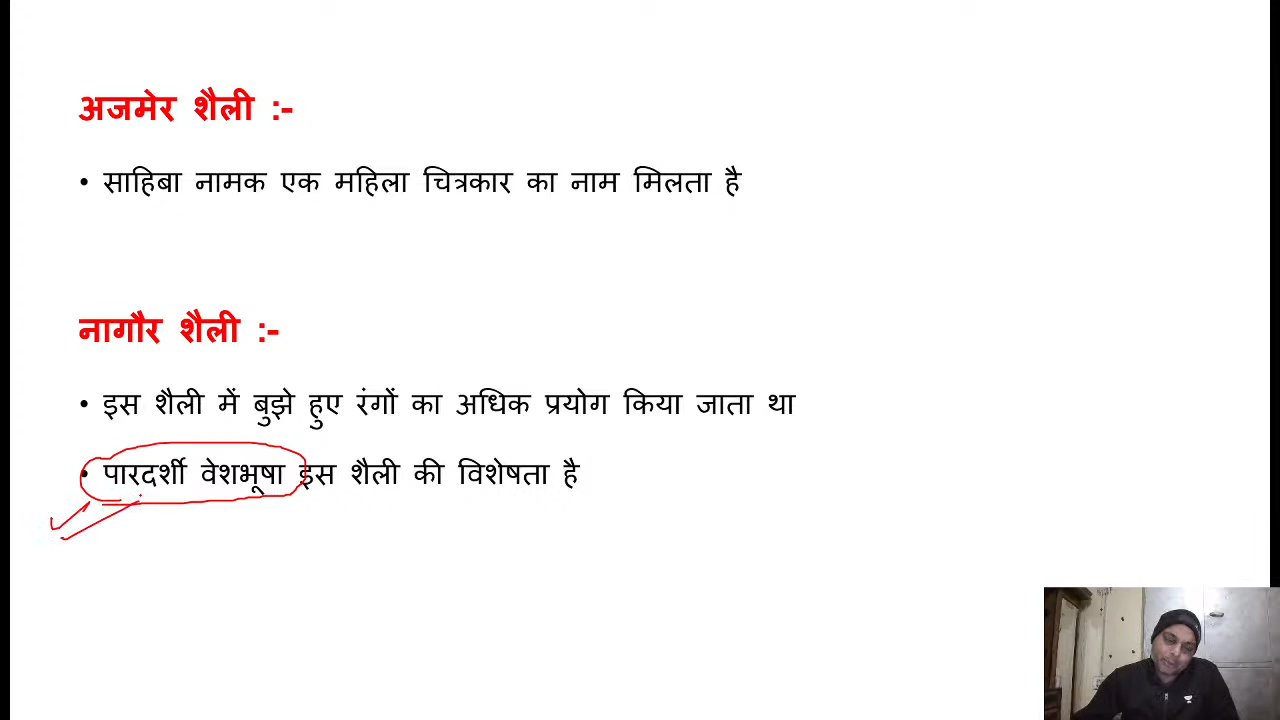 अजमेर शैली :-
• साहिबा नामक एक महिला चित्रकार का नाम मिलता है
नागौर शैली :-
• इस शैली में बुझे हुए रंगों का अधिक प्रयोग किया जाता था
• पारदर्शी वेशभूषा इस शैली की विशेषता है